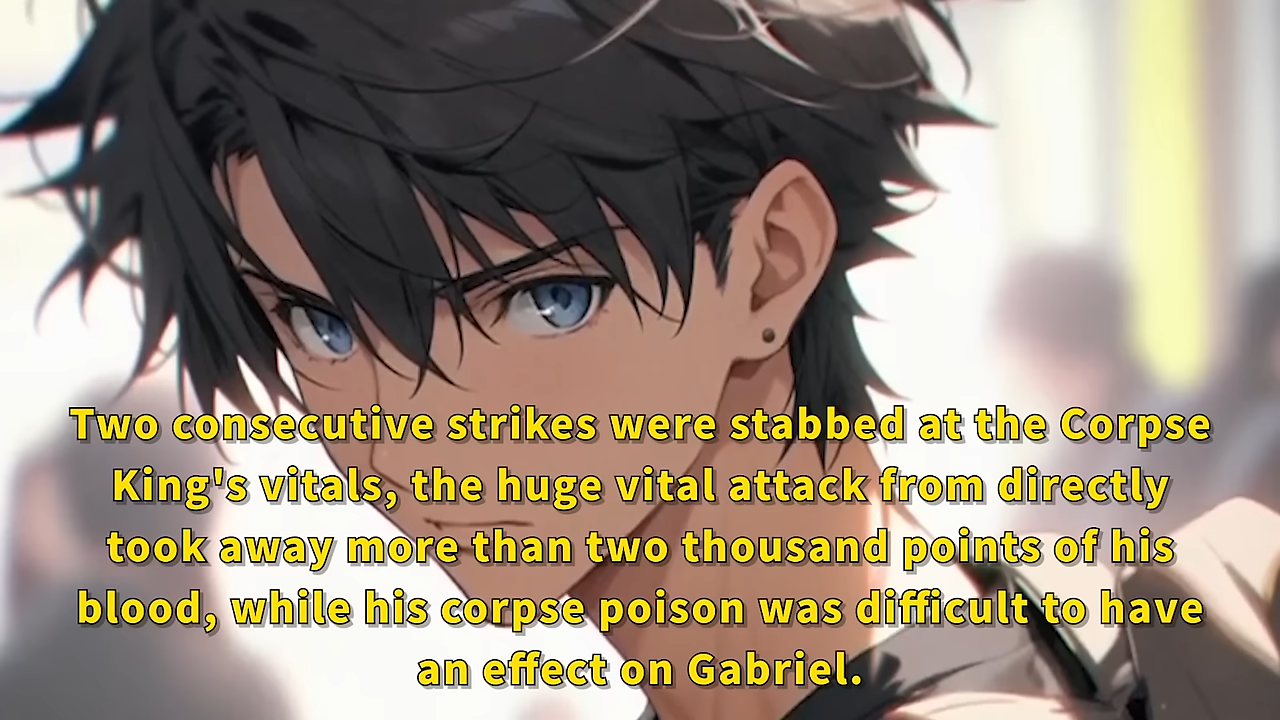 Two consecutive strikes were stabbed at the Corpse
King's vitals, the huge vital attack from directly
took away more than two thousand points of his
blood, while his corpse poison was difficult to have
an effect on Gabriel.